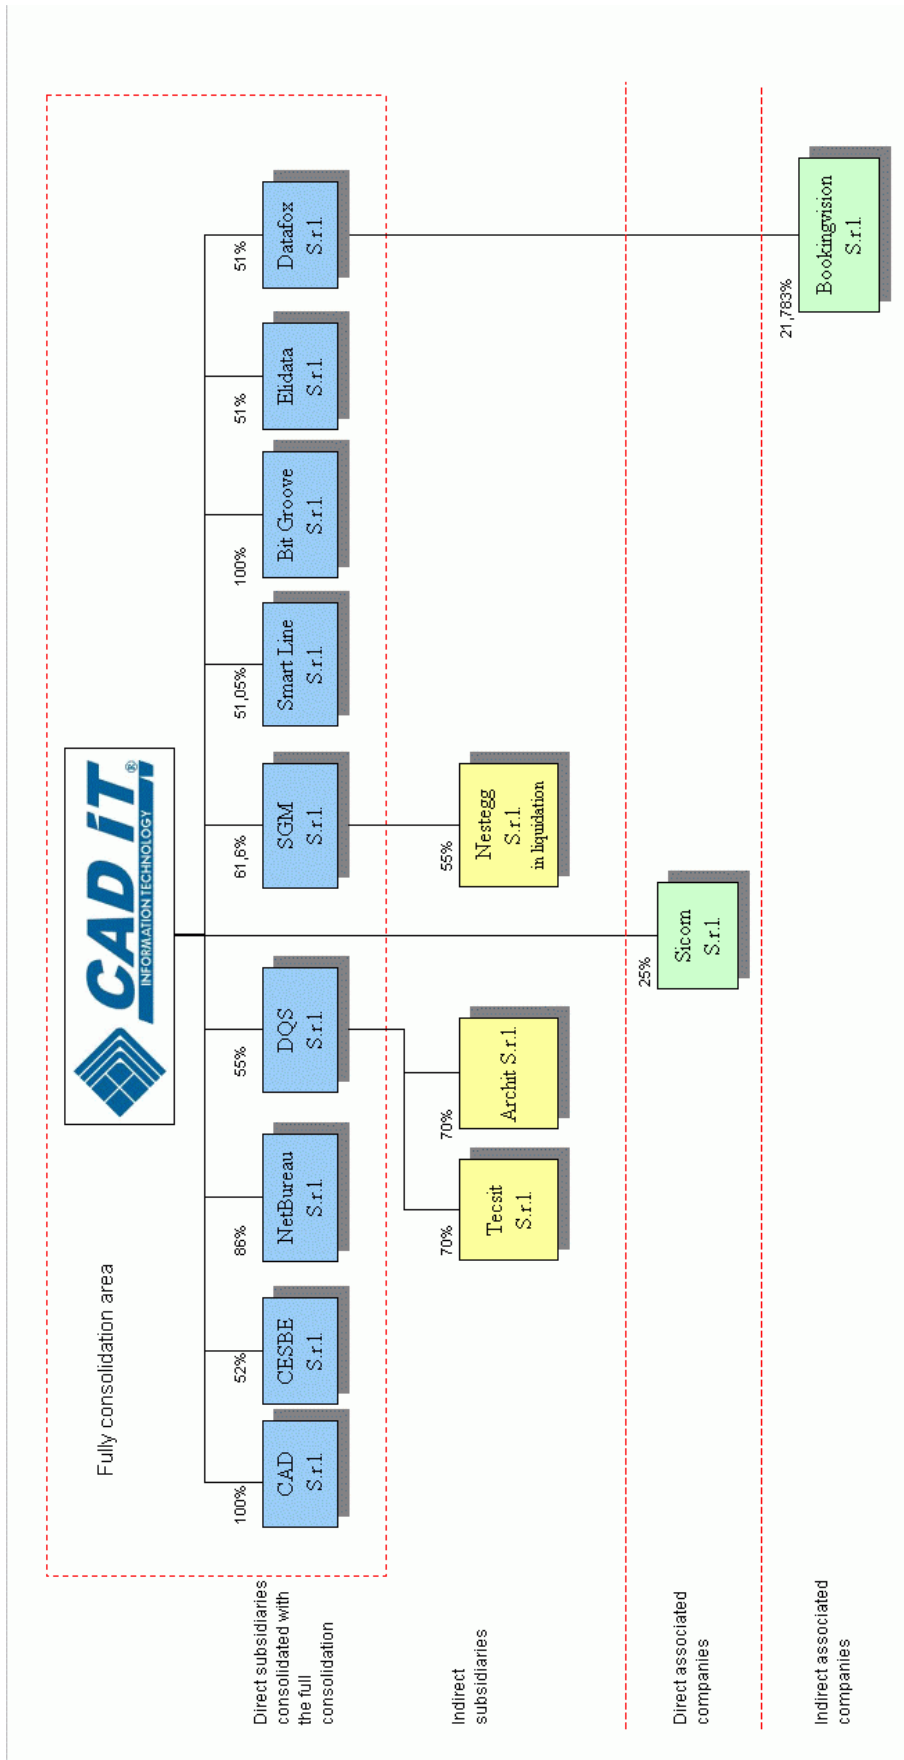 CAD iT®
INFORMATION TECHNOLOGY
Fully consolidation area
Direct subsidiaries
consolidated with
the full
consolidation
100%
CAD
S.r.l.
52%
CESBE
S.r.l.
86%
NetBureau
S.r.l.
55%
DQS
S.r.l.
61,6%
SGM
S.r.l.
51,05%
Smart Line
S.r.l.
100%
Bit Groove
S.r.l.
51%
Elidata
S.r.l.
51%
Datafox
S.r.l.
Indirect
subsidiaries
70%
Tecsit
S.r.l.
70%
Archit S.r.l.
55%
Nestegg
S.r.l.
in liquidation
Direct associated
companies
25%
Sicom
S.r.l.
Indirect associated
companies
21,783%
Bookingvision
S.r.l.